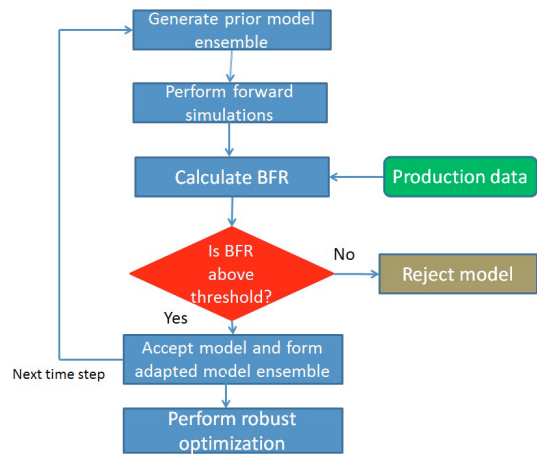 Generate prior model
ensemble
Perform forward
simulations
Calculate BFR
Production data
Is BFR
above
threshold?
No
Reject model
Yes
Accept model and form
adapted model ensemble
Next time step
Perform robust
optimization